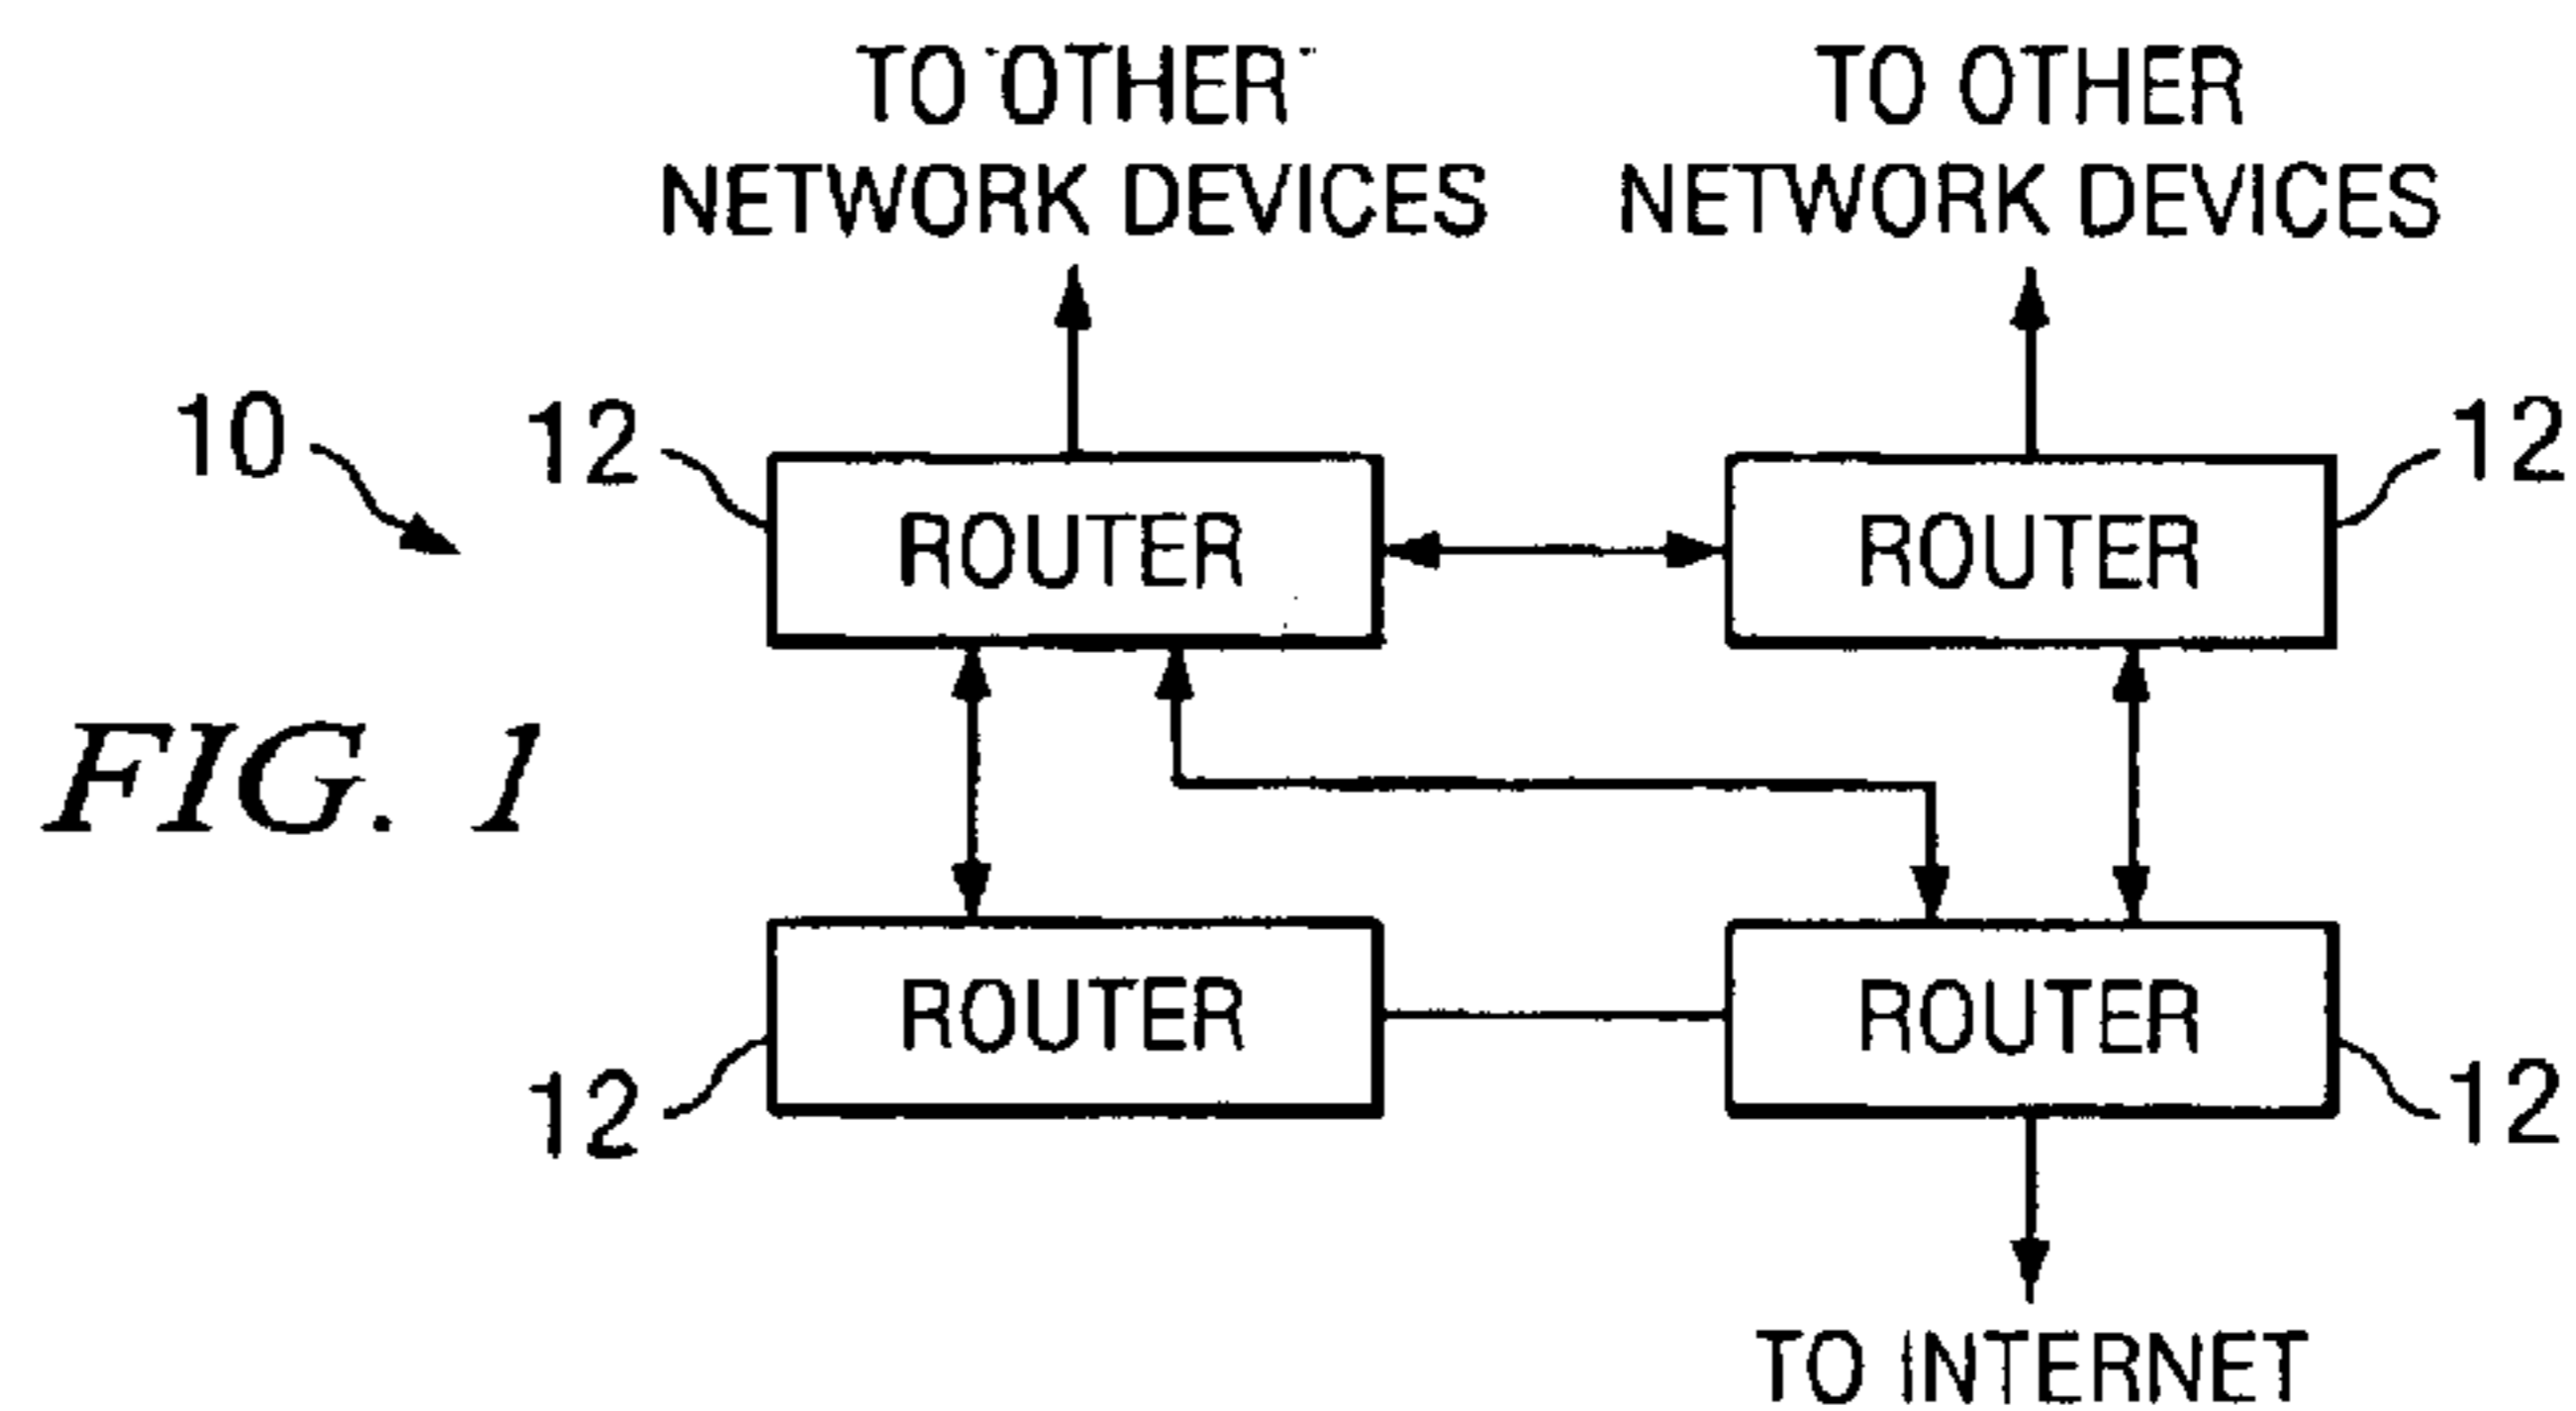 TO OTHER
NETWORK DEVICES
TO OTHER
NETWORK DEVICES
10
12
12
ROUTER
ROUTER
FIG. 1
ROUTER
ROUTER
12
12
TO INTERNET